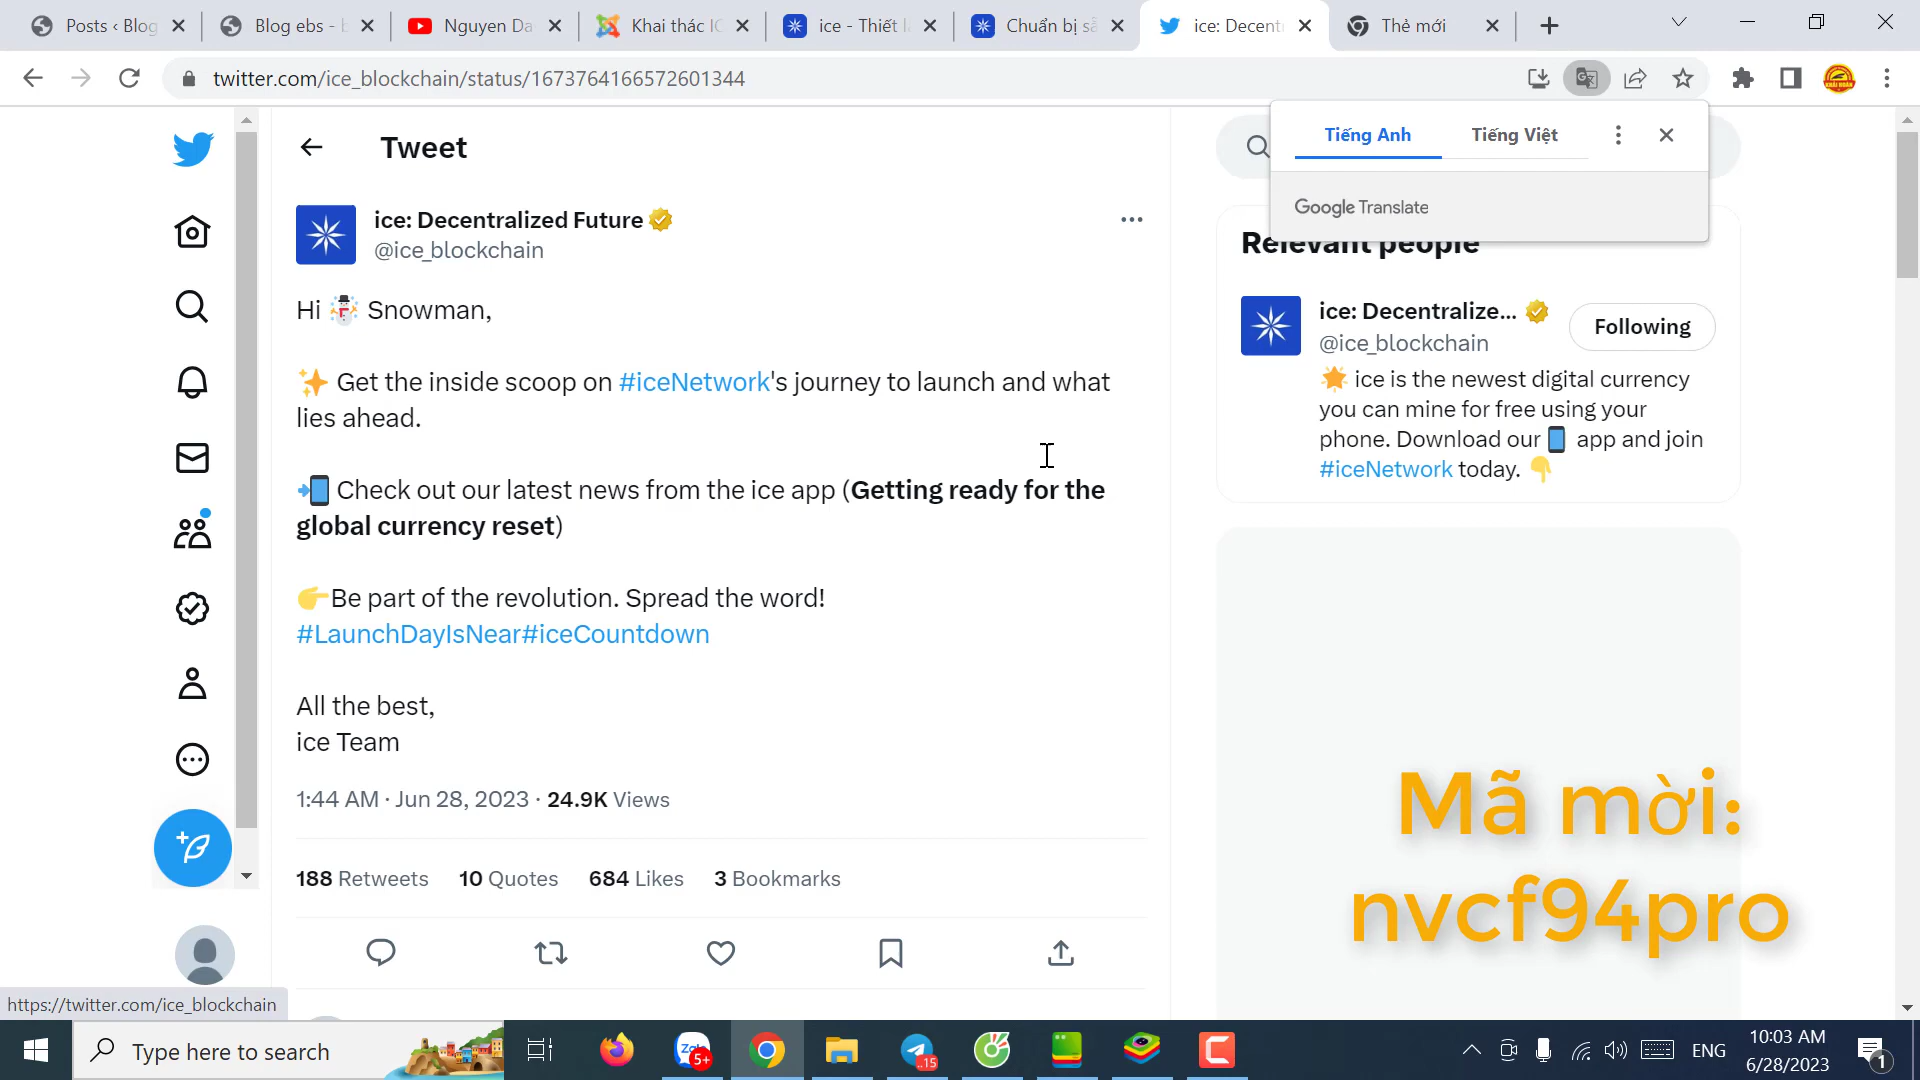 Posts ‹ Blog
Blog ebs - b
Nguyen Da
Khai thác IC
ice - Thiết l
Chuẩn bị sẵ
ice: Decent
Thẻ mới
twitter.com/ice_blockchain/status/1673764166572601344
Tiếng Anh
Tiếng Việt
Google Translate
Tweet
ice: Decentralized Future
@ice_blockchain
Hi ☃️ Snowman,
✨ Get the inside scoop on #iceNetwork's journey to launch and what
lies ahead.
📲 Check out our latest news from the ice app (Getting ready for the
global currency reset)
👉Be part of the revolution. Spread the word!
#LaunchDayIsNear#iceCountdown
All the best,
ice Team
1:44 AM · Jun 28, 2023 · 24.9K Views
188 Retweets 10 Quotes 684 Likes 3 Bookmarks
Relevant people
ice: Decentralize...
@ice_blockchain
Following
🌟 ice is the newest digital currency
you can mine for free using your
phone. Download our 📱 app and join
#iceNetwork today. 👇
Mã mời:
nvcf94pro
https://twitter.com/ice_blockchain
Type here to search
Zalo
5+
..15
ENG
10:03 AM
6/28/2023
1